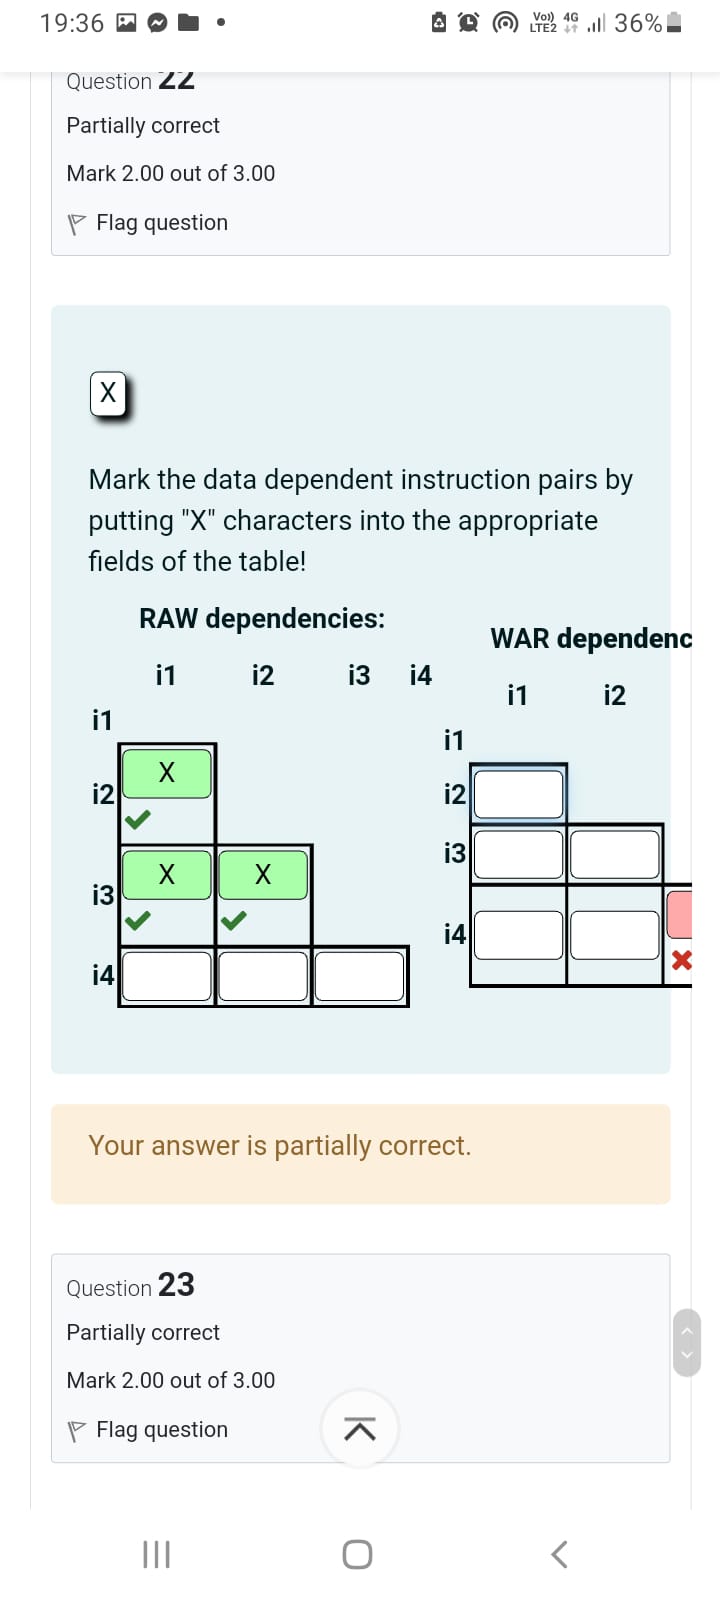 19:36
Vo)) 4G
LTE2
36%
Question 22
Partially correct
Mark 2.00 out of 3.00
Flag question
X
Mark the data dependent instruction pairs by
putting "X" characters into the appropriate
fields of the table!
RAW dependencies:
i1 i2 i3 i4
i1
i2 X
i3 X X
i4
WAR dependenc
i1 i2
i1
i2
i3
i4
Your answer is partially correct.
Question 23
Partially correct
Mark 2.00 out of 3.00
Flag question